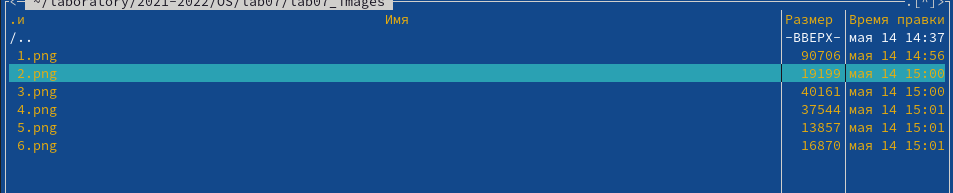 ~/laboratory/2021-2022/OS/lab07/lab07_images .[^]>
.и Имя Размер Время правки
/.. -ВВЕРХ- мая 14 14:37
1.png 90706 мая 14 14:56
2.png 19199 мая 14 15:00
3.png 40161 мая 14 15:00
4.png 37544 мая 14 15:01
5.png 13857 мая 14 15:01
6.png 16870 мая 14 15:01